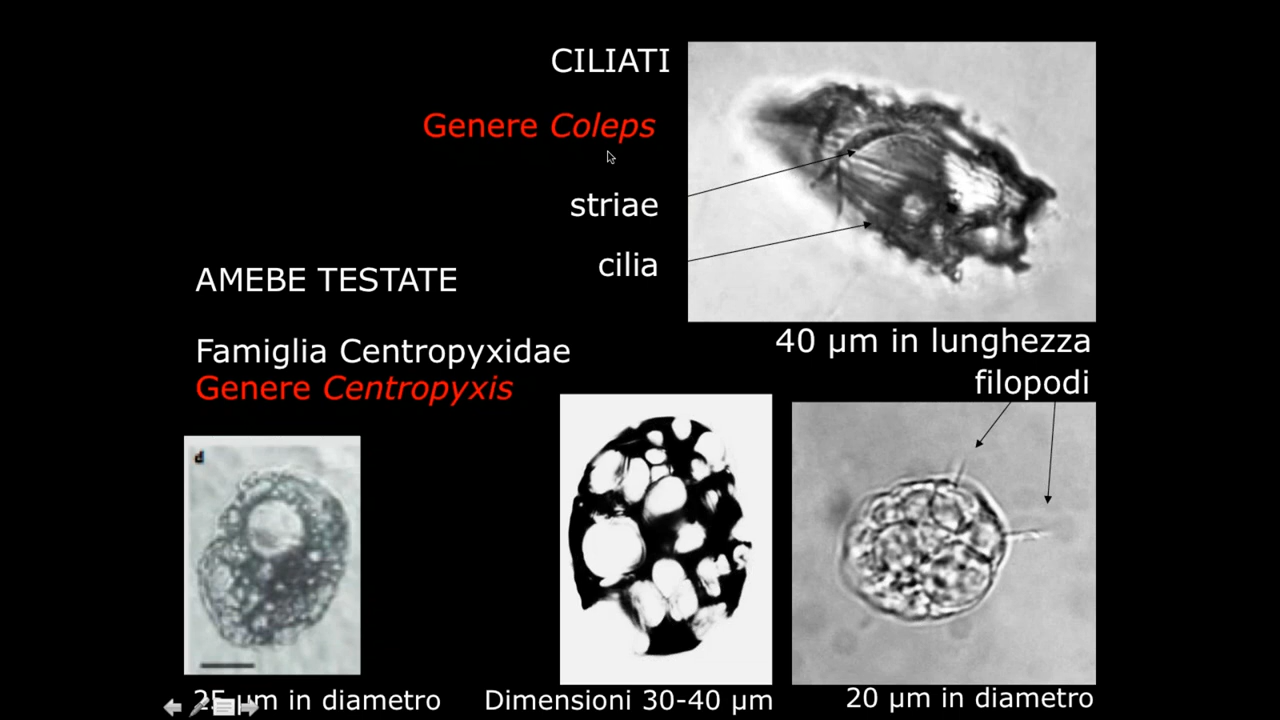 CILIATI
Genere Coleps
striae
cilia
40 µm in lunghezza
AMEBE TESTATE
Famiglia Centropyxidae
Genere Centropyxis
filopodi
d
25 µm in diametro
Dimensioni 30-40 µm
20 µm in diametro